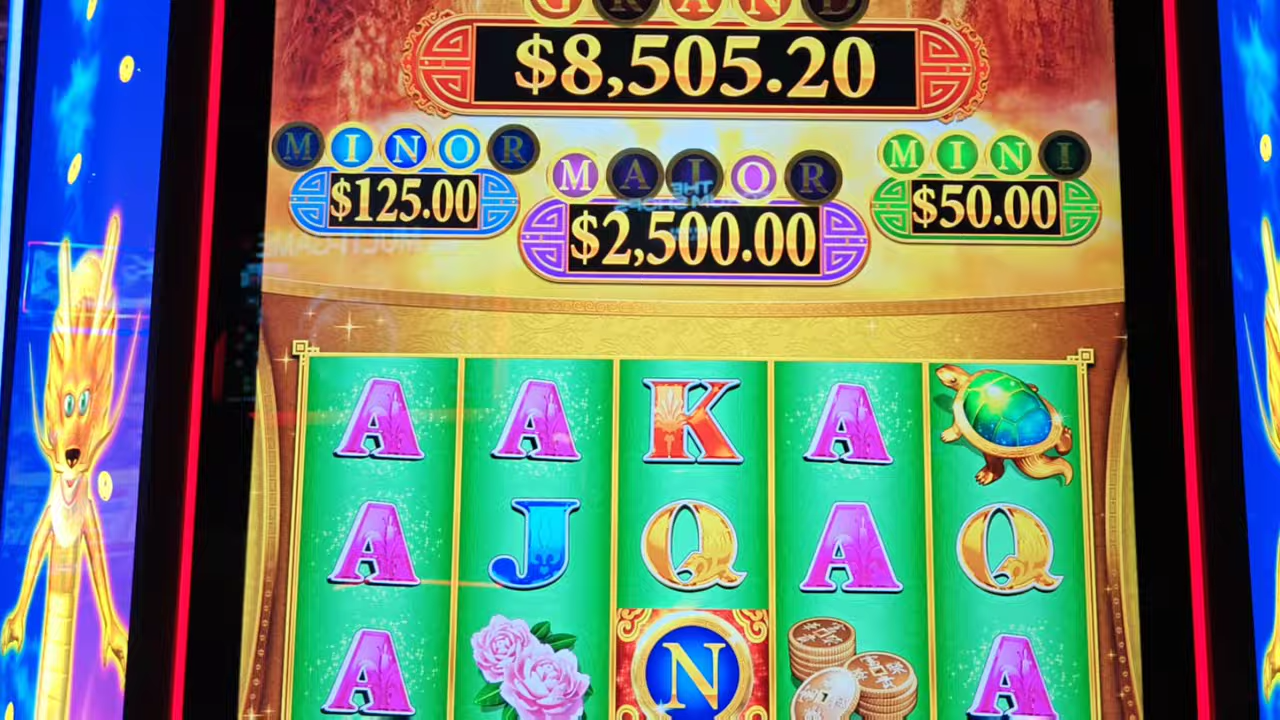 GRAND
$8,505.20
MINOR
MAJOR
MINI
$125.00
$2,500.00
$50.00
A A K A
A J Q A Q
A N A